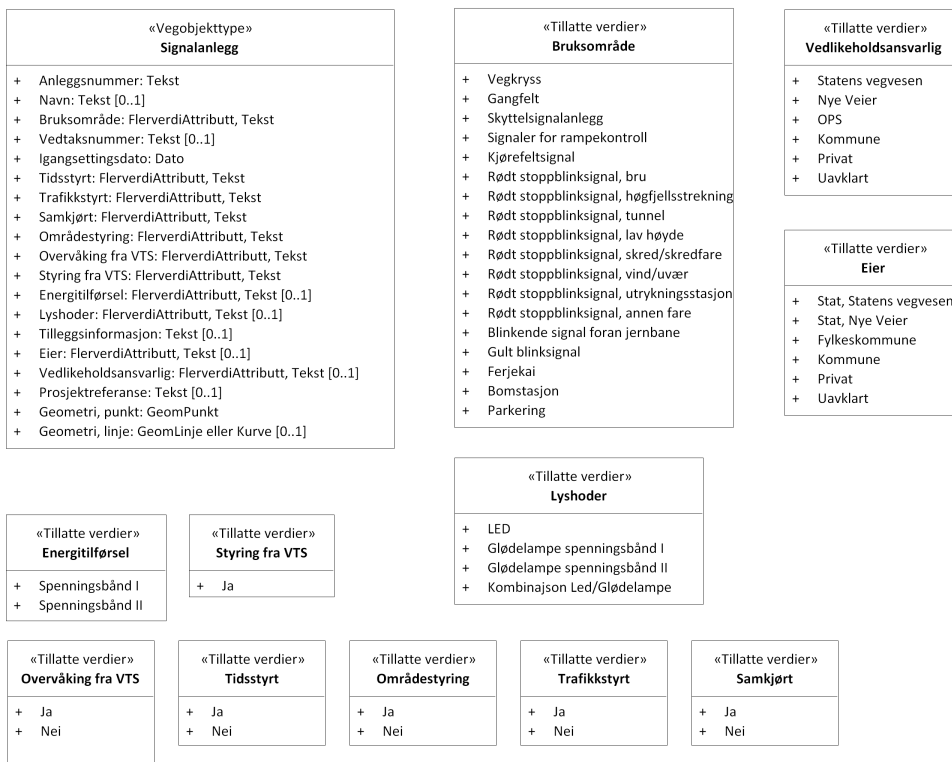 «Vegobjekttype»
Signalanlegg
+ Anleggsnummer: Tekst
+ Navn: Tekst [0..1]
+ Bruksområde: FlerverdiAttributt, Tekst
+ Vedtaksnummer: Tekst [0..1]
+ Igangsettingsdato: Dato
+ Tidsstyrt: FlerverdiAttributt, Tekst
+ Trafikkstyrt: FlerverdiAttributt, Tekst
+ Samkjørt: FlerverdiAttributt, Tekst
+ Områdestyring: FlerverdiAttributt, Tekst
+ Overvåking fra VTS: FlerverdiAttributt, Tekst
+ Styring fra VTS: FlerverdiAttributt, Tekst
+ Energitilførsel: FlerverdiAttributt, Tekst [0..1]
+ Lyshoder: FlerverdiAttributt, Tekst [0..1]
+ Tilleggsinformasjon: Tekst [0..1]
+ Eier: FlerverdiAttributt, Tekst [0..1]
+ Vedlikeholdsansvarlig: FlerverdiAttributt, Tekst [0..1]
+ Prosjektreferanse: Tekst [0..1]
+ Geometri, punkt: GeomPunkt
+ Geometri, linje: GeomLinje eller Kurve [0..1]
«Tillatte verdier»
Bruksområde
+ Vegkryss
+ Gangfelt
+ Skyttelsignalanlegg
+ Signaler for rampekontroll
+ Kjørefeltsignal
+ Rødt stoppblinksignal, bru
+ Rødt stoppblinksignal, høgfjellsstrekning
+ Rødt stoppblinksignal, tunnel
+ Rødt stoppblinksignal, lav høyde
+ Rødt stoppblinksignal, skred/skredfare
+ Rødt stoppblinksignal, vind/uvær
+ Rødt stoppblinksignal, utrykningsstasjon
+ Rødt stoppblinksignal, annen fare
+ Blinkende signal foran jernbane
+ Gult blinksignal
+ Ferjekai
+ Bomstasjon
+ Parkering
«Tillatte verdier»
Vedlikeholdsansvarlig
+ Statens vegvesen
+ Nye Veier
+ OPS
+ Kommune
+ Privat
+ Uavklart
«Tillatte verdier»
Eier
+ Stat, Statens vegvesen
+ Stat, Nye Veier
+ Fylkeskommune
+ Kommune
+ Privat
+ Uavklart
«Tillatte verdier»
Lyshoder
+ LED
+ Glødelampe spenningsbånd I
+ Glødelampe spenningsbånd II
+ Kombinajson Led/Glødelampe
«Tillatte verdier»
Energitilførsel
+ Spenningsbånd I
+ Spenningsbånd II
«Tillatte verdier»
Styring fra VTS
+ Ja
«Tillatte verdier»
Overvåking fra VTS
+ Ja
+ Nei
«Tillatte verdier»
Tidsstyrt
+ Ja
+ Nei
«Tillatte verdier»
Områdestyring
+ Ja
+ Nei
«Tillatte verdier»
Trafikkstyrt
+ Ja
+ Nei
«Tillatte verdier»
Samkjørt
+ Ja
+ Nei